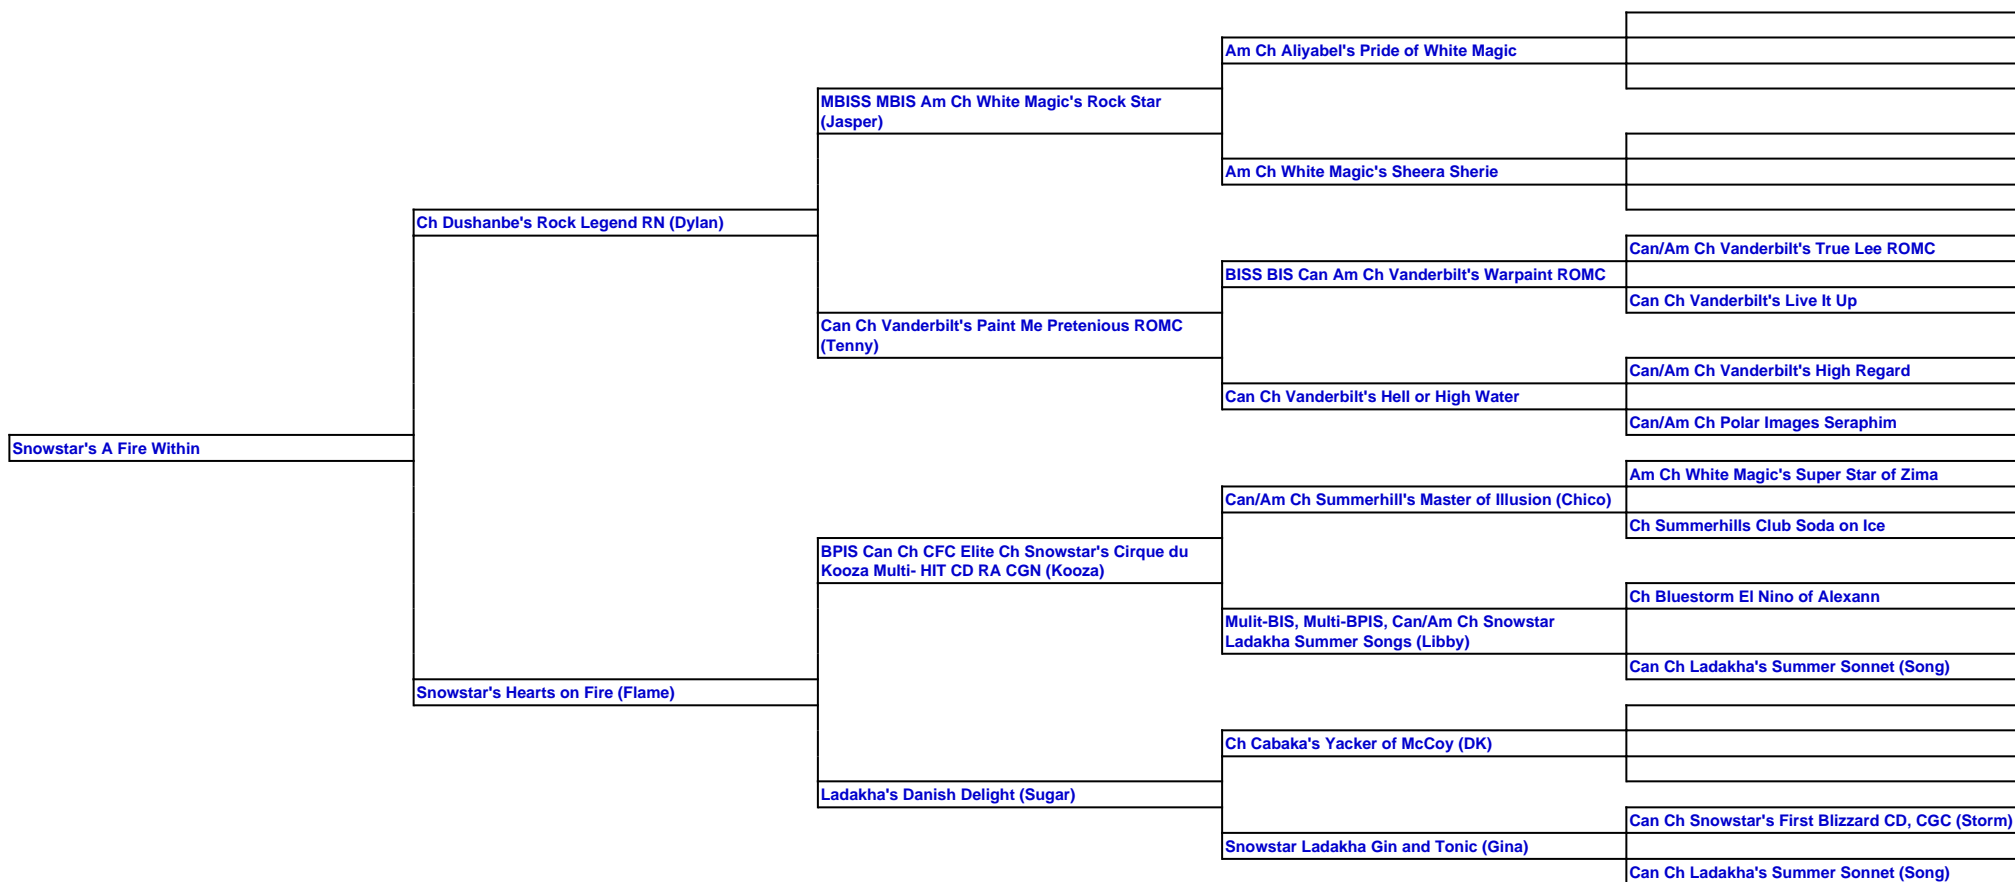 Am Ch Aliyabel's Pride of White Magic
MBISS MBIS Am Ch White Magic's Rock Star
(Jasper)
Am Ch White Magic's Sheera Sherie
Ch Dushanbe's Rock Legend RN (Dylan)
Can/Am Ch Vanderbilt's True Lee ROMC
BISS BIS Can Am Ch Vanderbilt's Warpaint ROMC
Can Ch Vanderbilt's Live It Up
Can Ch Vanderbilt's Paint Me Pretenious ROMC
(Tenny)
Can/Am Ch Vanderbilt's High Regard
Can Ch Vanderbilt's Hell or High Water
Can/Am Ch Polar Images Seraphim
Snowstar's A Fire Within
Am Ch White Magic's Super Star of Zima
Can/Am Ch Summerhill's Master of Illusion (Chico)
Ch Summerhills Club Soda on Ice
BPIS Can Ch CFC Elite Ch Snowstar's Cirque du
Kooza Multi- HIT CD RA CGN (Kooza)
Ch Bluestorm El Nino of Alexann
Mulit-BIS, Multi-BPIS, Can/Am Ch Snowstar
Ladakha Summer Songs (Libby)
Can Ch Ladakha's Summer Sonnet (Song)
Snowstar's Hearts on Fire (Flame)
Ch Cabaka's Yacker of McCoy (DK)
Ladakha's Danish Delight (Sugar)
Can Ch Snowstar's First Blizzard CD, CGC (Storm)
Snowstar Ladakha Gin and Tonic (Gina)
Can Ch Ladakha's Summer Sonnet (Song)